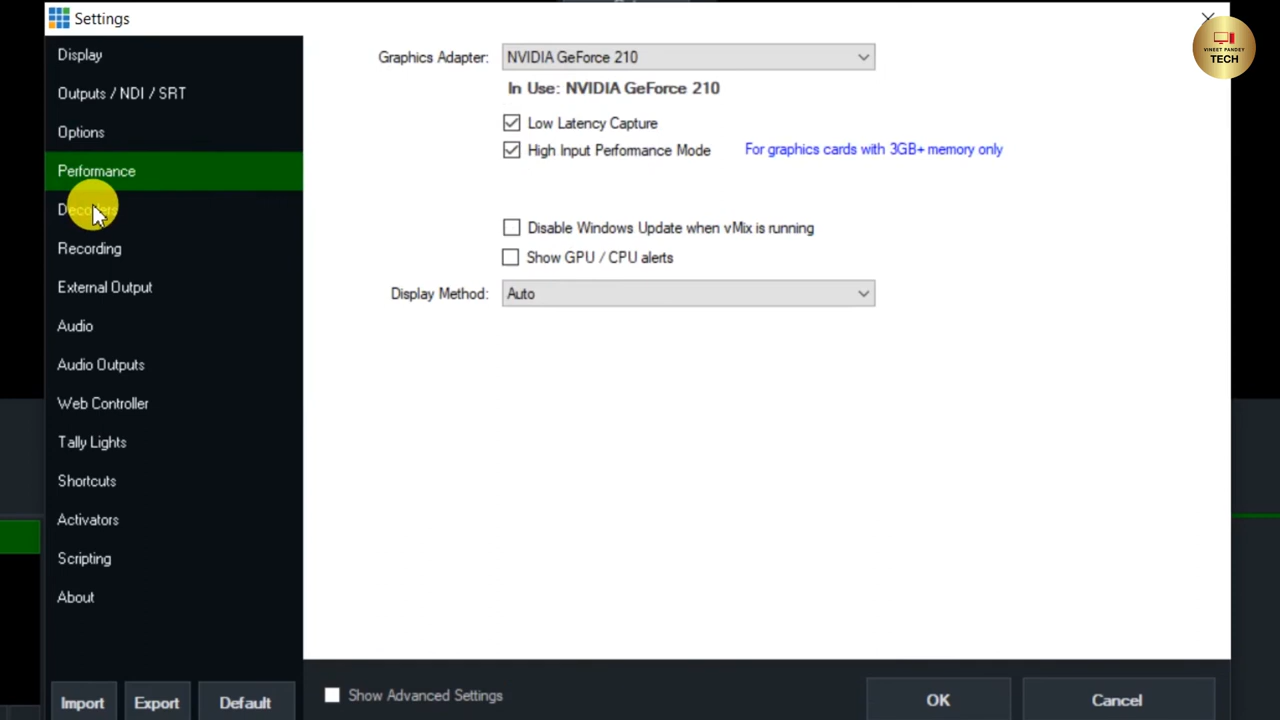 Settings
VINEET PANDEY
TECH
Display
Outputs / NDI / SRT
Options
Performance
Decoders
Recording
External Output
Audio
Audio Outputs
Web Controller
Tally Lights
Shortcuts
Activators
Scripting
About
Import
Export
Default
Graphics Adapter:
NVIDIA GeForce 210
In Use: NVIDIA GeForce 210
Low Latency Capture
High Input Performance Mode
For graphics cards with 3GB+ memory only
Disable Windows Update when vMix is running
Show GPU / CPU alerts
Display Method:
Auto
Show Advanced Settings
OK
Cancel